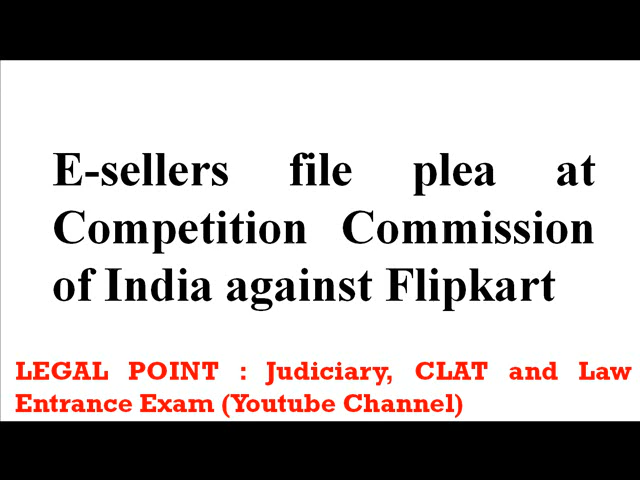 E-sellers file plea at
Competition Commission
of India against Flipkart
LEGAL POINT : Judiciary, CLAT and Law
Entrance Exam (Youtube Channel)